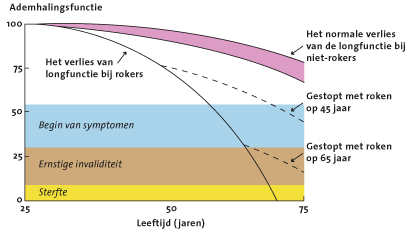 Ademhalingsfunctie
100
Het normale verlies
van de longfunctie bij
niet-rokers
Het verlies van
longfunctie bij rokers
75
Gestopt met roken
op 45 jaar
50
Begin van symptomen
Gestopt met roken
op 65 jaar
25
Ernstige invaliditeit
Sterfte
0
25
50
75
Leeftijd (jaren)